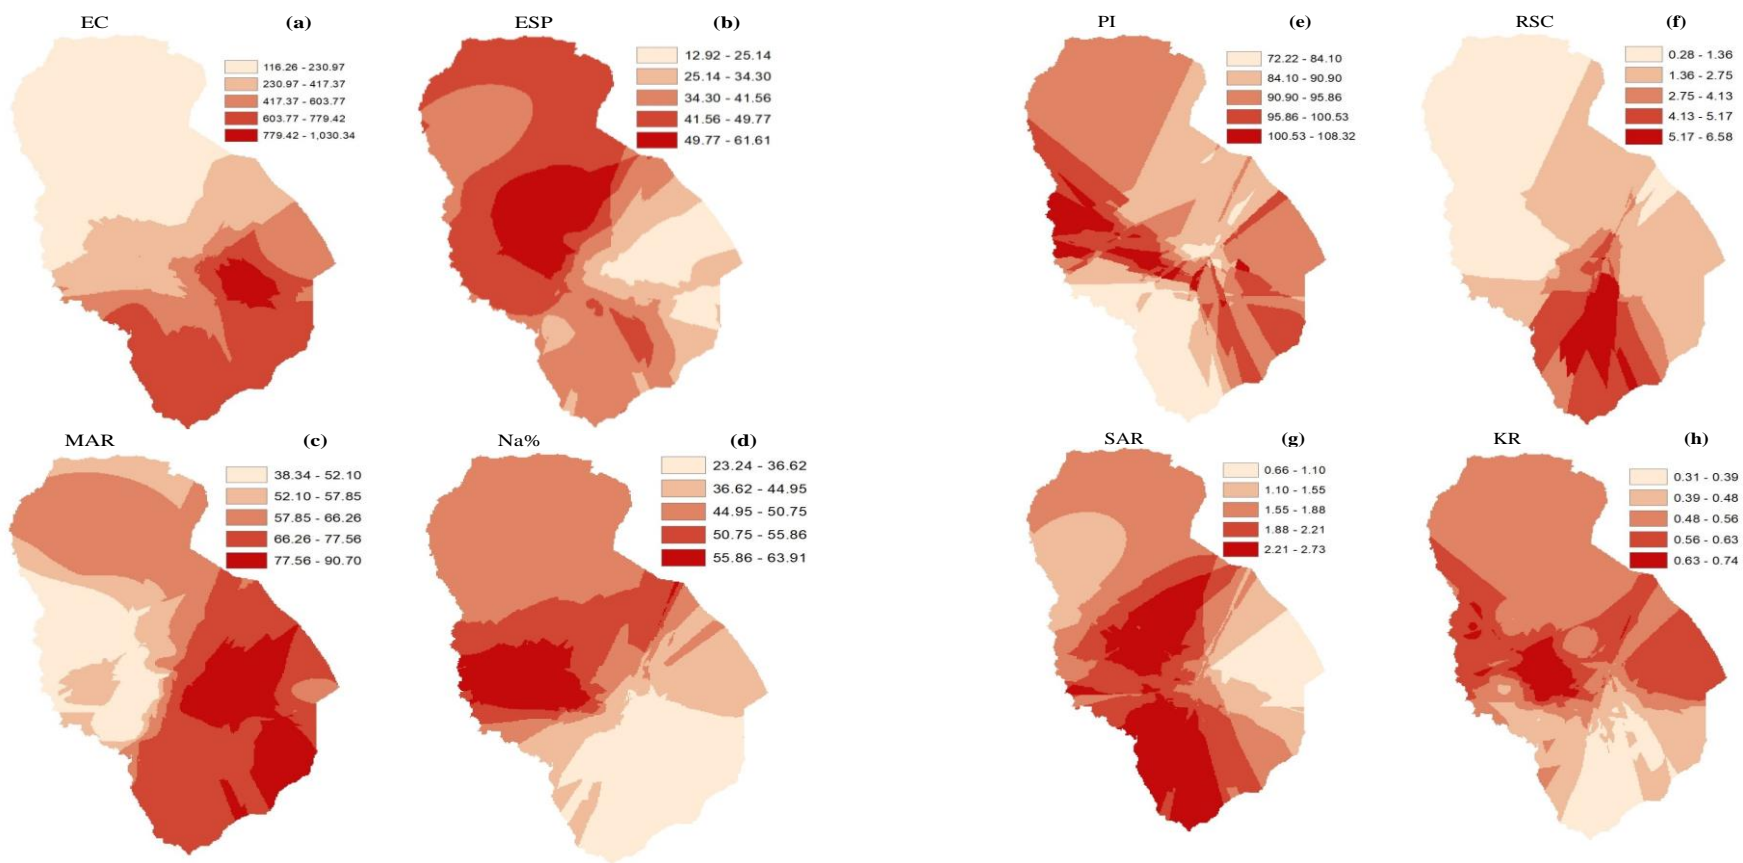 EC (a)
116.26 - 230.97
230.97 - 417.37
417.37 - 603.77
603.77 - 779.42
779.42 - 1,030.34
ESP (b)
12.92 - 25.14
25.14 - 34.30
34.30 - 41.56
41.56 - 49.77
49.77 - 61.61
PI (e)
72.22 - 84.10
84.10 - 90.90
90.90 - 95.86
95.86 - 100.53
100.53 - 108.32
RSC (f)
0.28 - 1.36
1.36 - 2.75
2.75 - 4.13
4.13 - 5.17
5.17 - 6.58
MAR (c)
38.34 - 52.10
52.10 - 57.85
57.85 - 66.26
66.26 - 77.56
77.56 - 90.70
Na% (d)
23.24 - 36.62
36.62 - 44.95
44.95 - 50.75
50.75 - 55.86
55.86 - 63.91
SAR (g)
0.66 - 1.10
1.10 - 1.55
1.55 - 1.88
1.88 - 2.21
2.21 - 2.73
KR (h)
0.31 - 0.39
0.39 - 0.48
0.48 - 0.56
0.56 - 0.63
0.63 - 0.74